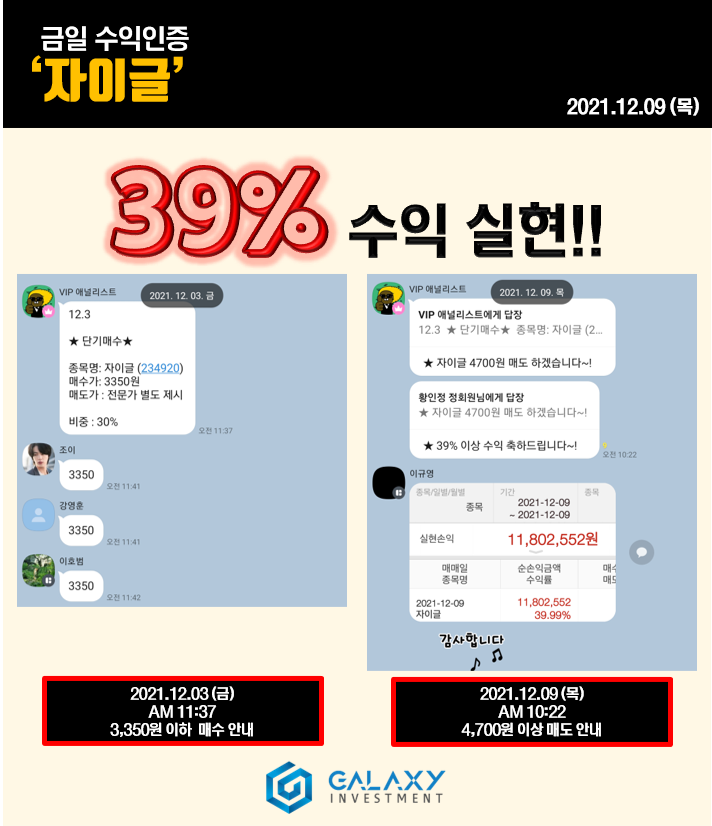 금일 수익인증
‘자이글’
2021.12.09 (목)
39% 수익 실현!!
VIP 애널리스트
2021. 12. 03. 금
12.3
★ 단기매수★
종목명: 자이글 (234920)
매수가: 3350원
매도가 : 전문가 별도 제시
비중 : 30%
오전 11:37
조이
3350
오전 11:41
강영훈
3350
오전 11:41
이호범
3350
오전 11:42
VIP 애널리스트
2021. 12. 09. 목
VIP 애널리스트에게 답장
12.3 ★ 단기매수★ 종목명: 자이글 (2...
★ 자이글 4700원 매도 하겠습니다~!
황인정 정회원님에게 답장
★ 자이글 4700원 매도 하겠습니다~!
★ 39% 이상 수익 축하드립니다~!
오전 10:22
이규영
종목/일별/월별
기간
종목
종목
2021-12-09
~ 2021-12-09
실현손익
11,802,552원
매매일
순손익금액
매수
종목명
수익률
매도
2021-12-09
11,802,552
자이글
39.99%
감사합니다
2021.12.03 (금)
AM 11:37
3,350원 이하 매수 안내
2021.12.09 (목)
AM 10:22
4,700원 이상 매도 안내
GALAXY
INVESTMENT